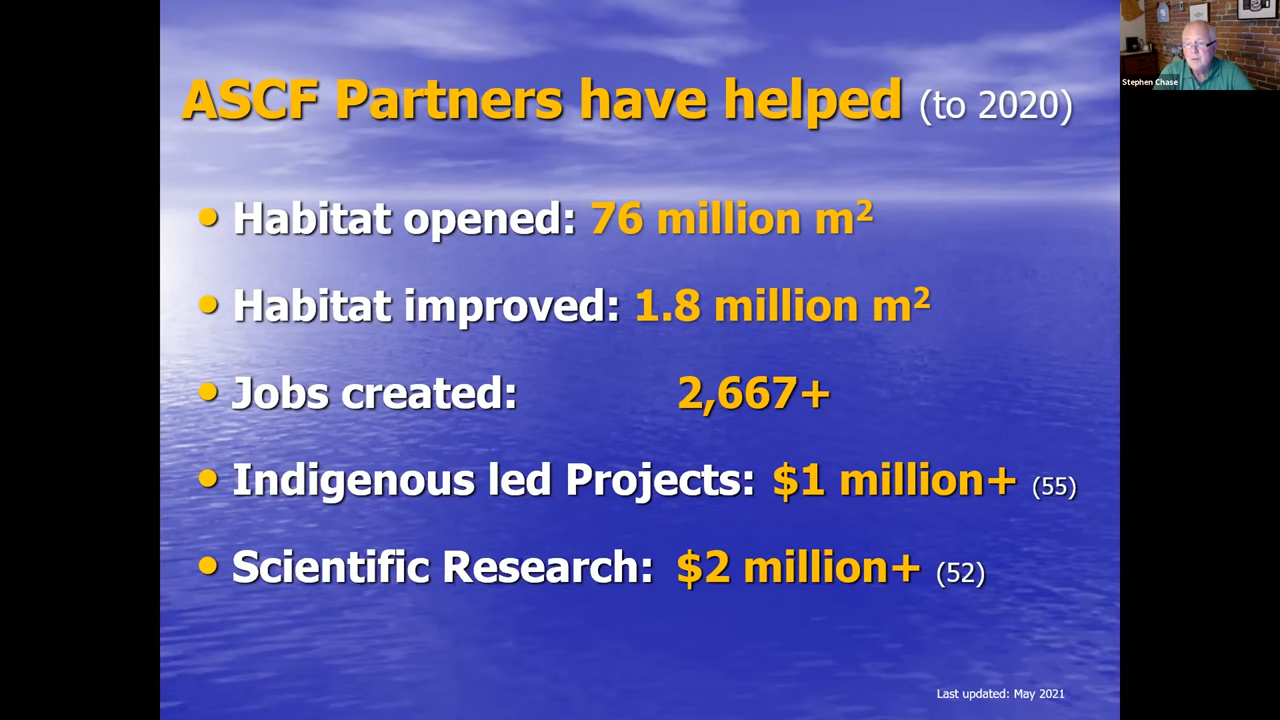 ASCF Partners have helped (to 2020)
• Habitat opened: 76 million m²
• Habitat improved: 1.8 million m²
• Jobs created: 2,667+
• Indigenous led Projects: $1 million+ (55)
• Scientific Research: $2 million+ (52)
Last updated: May 2021
Stephen Chase